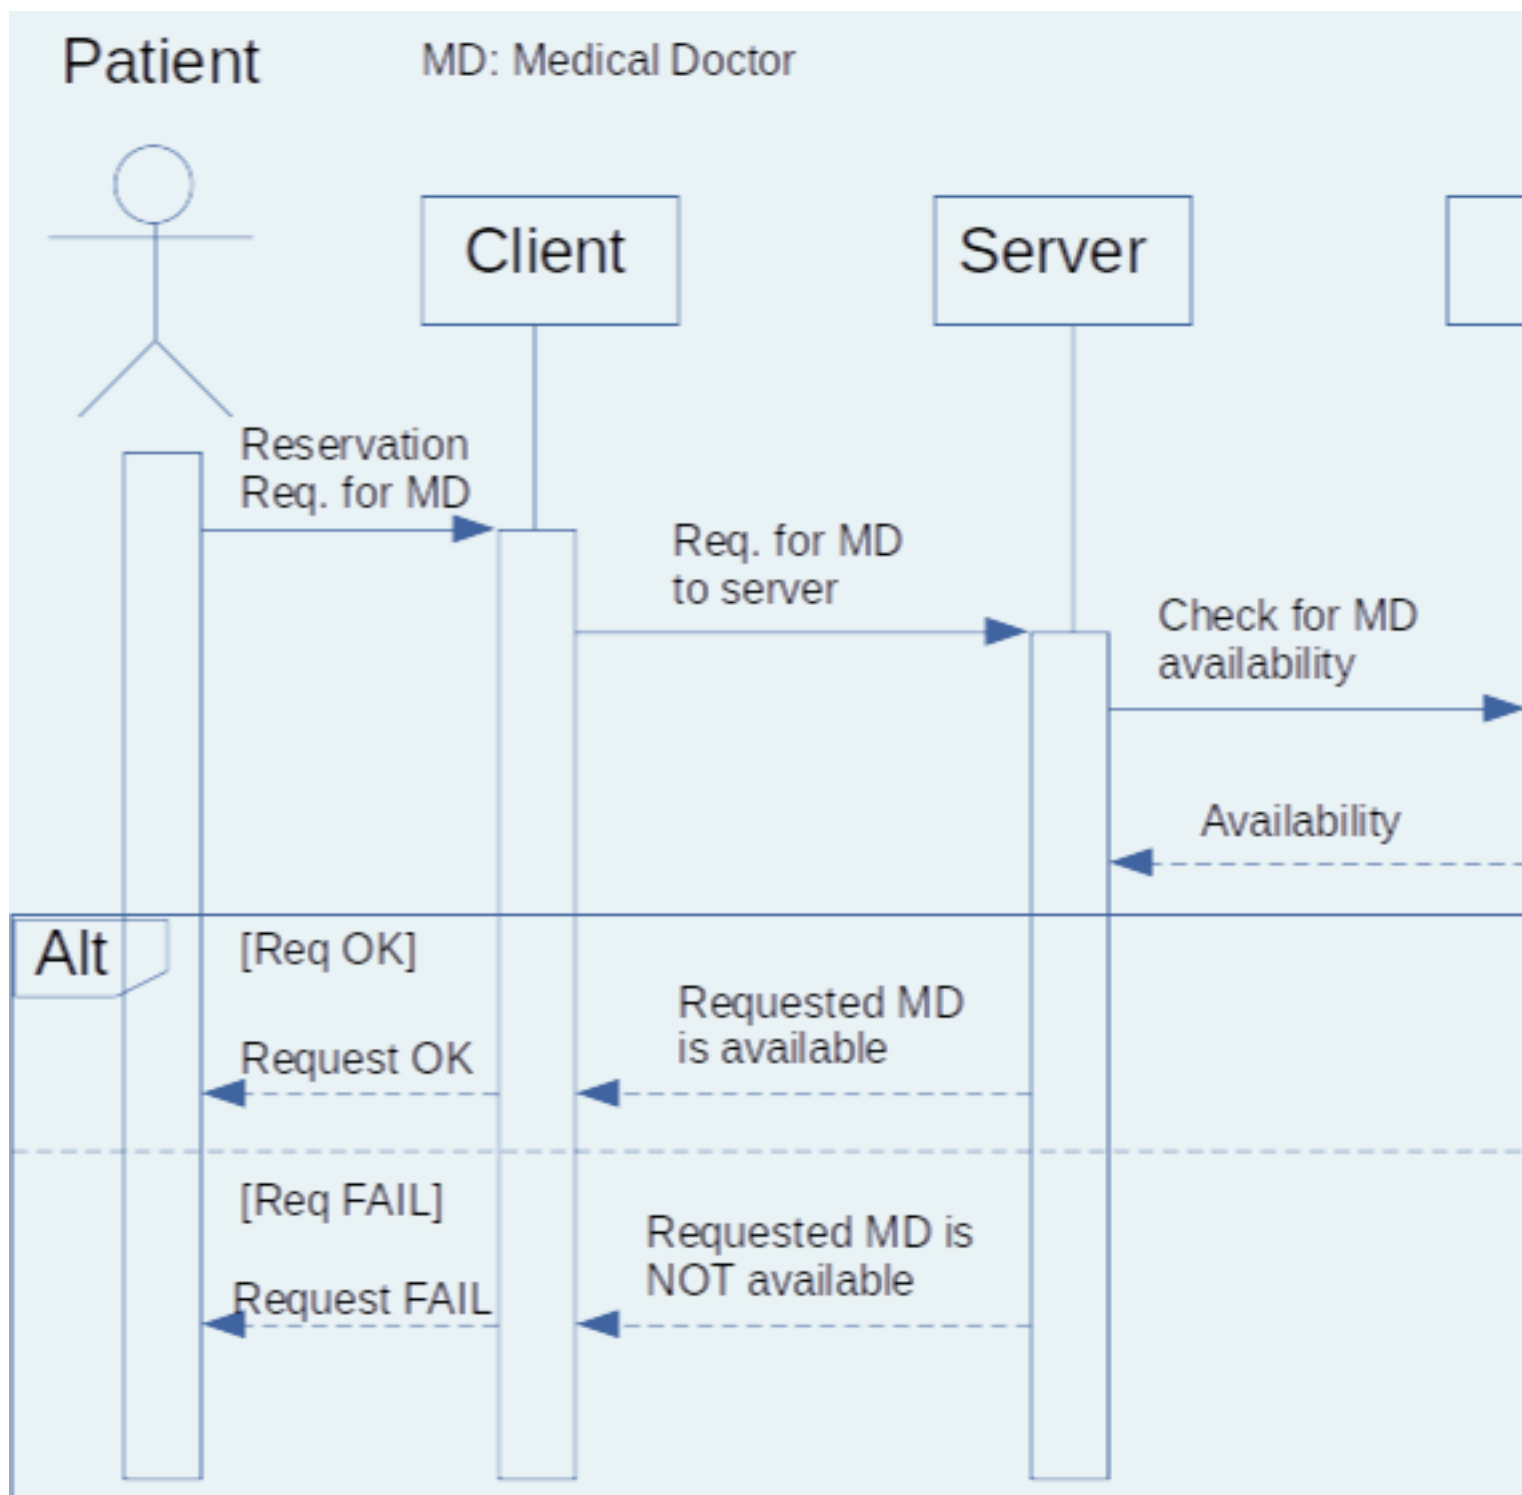 Patient
MD: Medical Doctor
Client
Server
Reservation
Req. for MD
Req. for MD
to server
Check for MD
availability
Availability
Alt
[Req OK]
Requested MD
is available
Request OK
[Req FAIL]
Requested MD is
NOT available
Request FAIL